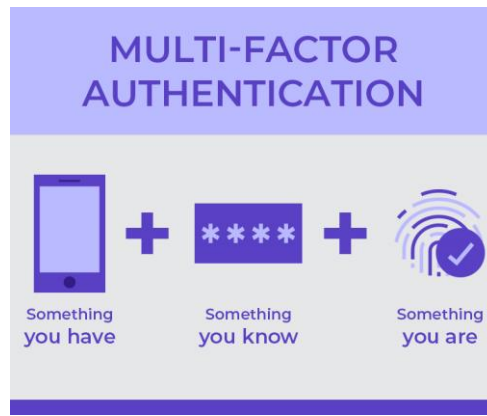 MULTI-FACTOR
AUTHENTICATION
****
Something
you have
Something
you know
Something
you are